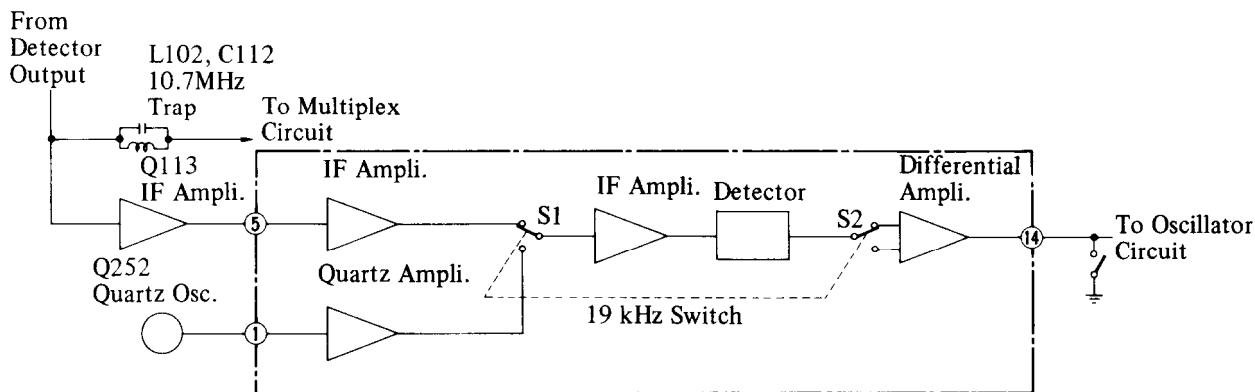 From
Detector
Output
L102, C112
10.7MHz
Trap
To Multiplex
Circuit
Q113
IF Ampli.
IF Ampli.
IF Ampli.
Detector
Differential
Ampli.
5
S1
S2
14
To Oscillator
Circuit
Q252
Quartz Osc.
Quartz Ampli.
1
19 kHz Switch